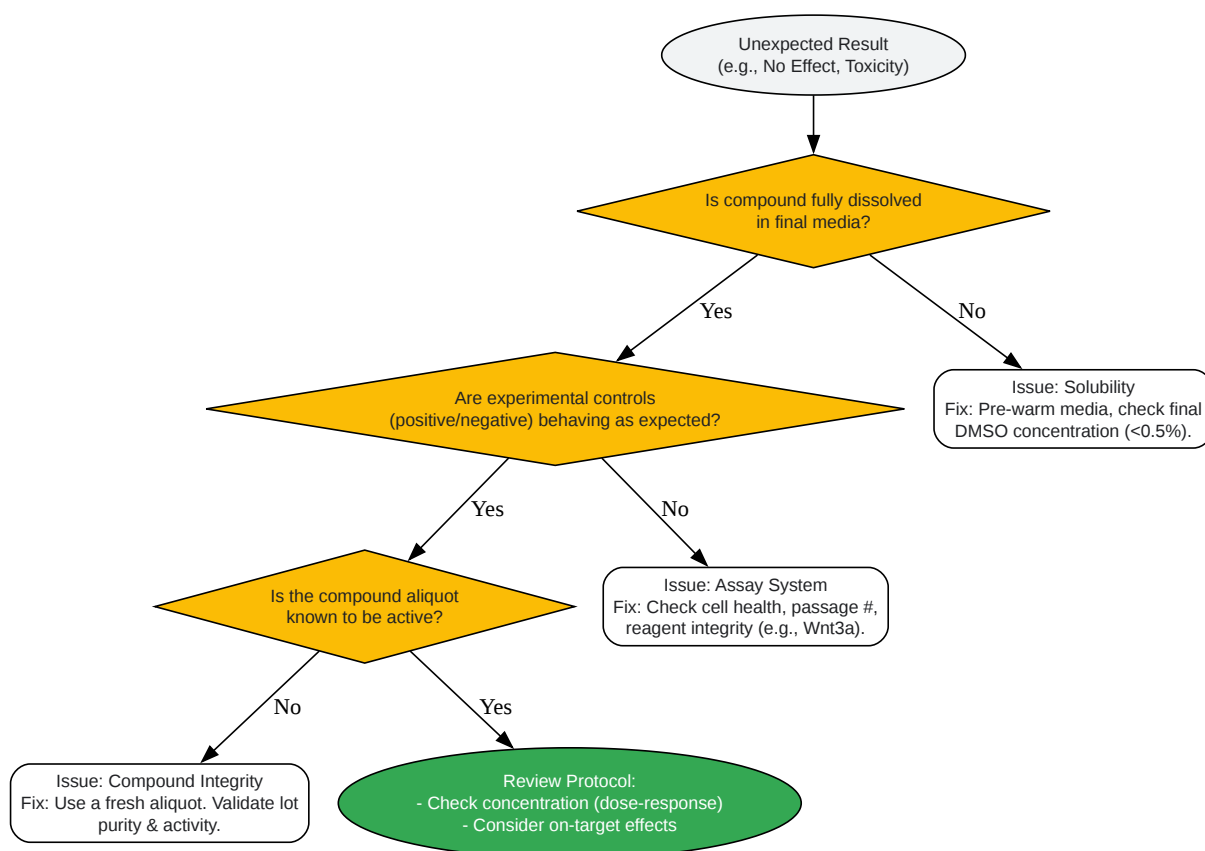 Unexpected Result
(e.g., No Effect, Toxicity)
Is compound fully dissolved
in final media?
Yes
No
Are experimental controls
(positive/negative) behaving as expected?
Issue: Solubility
Fix: Pre-warm media, check final
DMSO concentration (<0.5%).
Yes
No
Is the compound aliquot
known to be active?
Issue: Assay System
Fix: Check cell health, passage #,
reagent integrity (e.g., Wnt3a).
No
Yes
Issue: Compound Integrity
Fix: Use a fresh aliquot. Validate lot
purity & activity.
Review Protocol:
- Check concentration (dose-response)
- Consider on-target effects